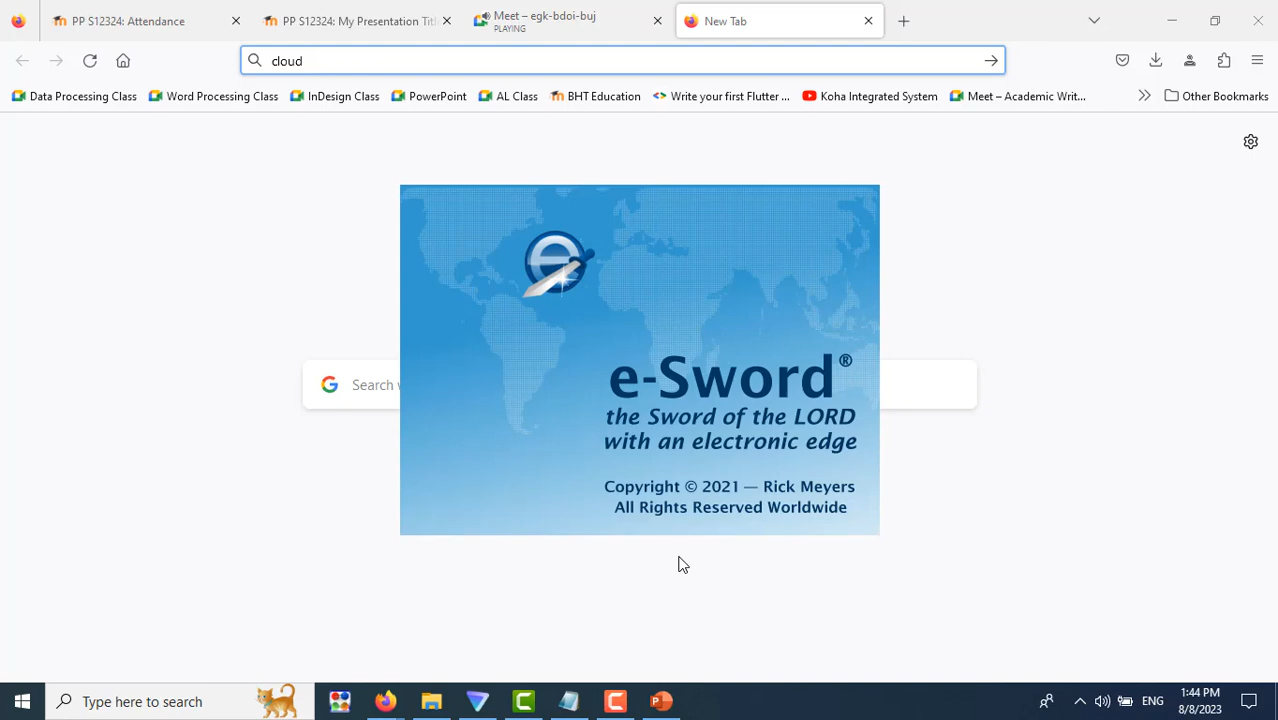 PP S12324: Attendance
PP S12324: My Presentation Titl
Meet – egk-bdoi-buj
PLAYING
New Tab
cloud
Data Processing Class
Word Processing Class
InDesign Class
PowerPoint
AL Class
BHT Education
Write your first Flutter ...
Koha Integrated System
Meet – Academic Writ...
Other Bookmarks
Search w
e-Sword®
the Sword of the LORD
with an electronic edge
Copyright © 2021 — Rick Meyers
All Rights Reserved Worldwide
Type here to search
ENG
1:44 PM
8/8/2023